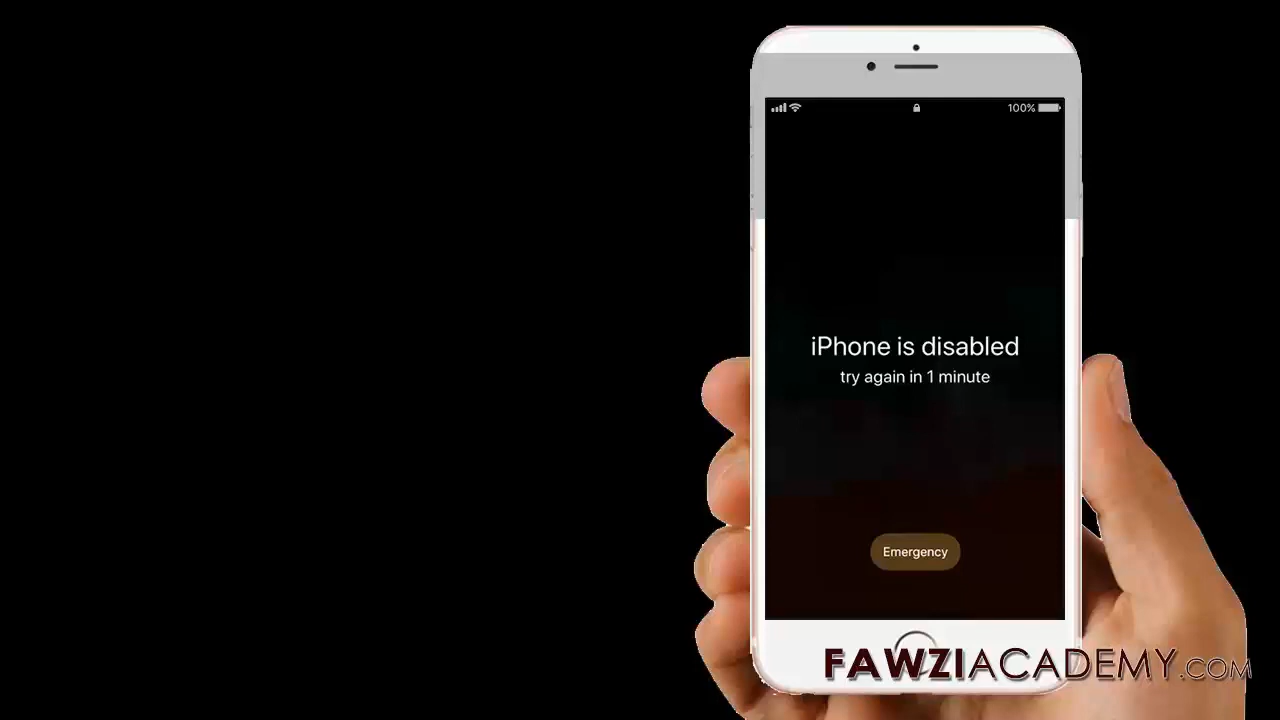 100%
iPhone is disabled
try again in 1 minute
Emergency
FAWZIACADEMY.COM